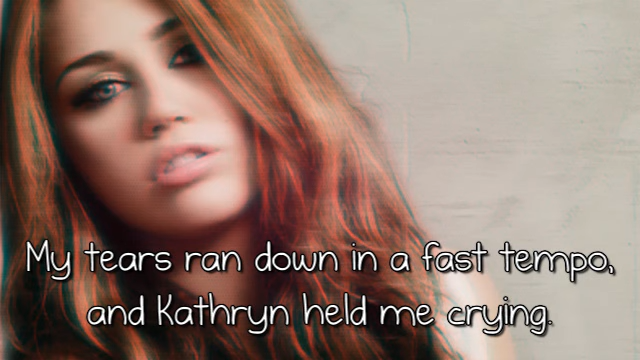 My tears ran down in a fast tempo,
and Kathryn held me crying.